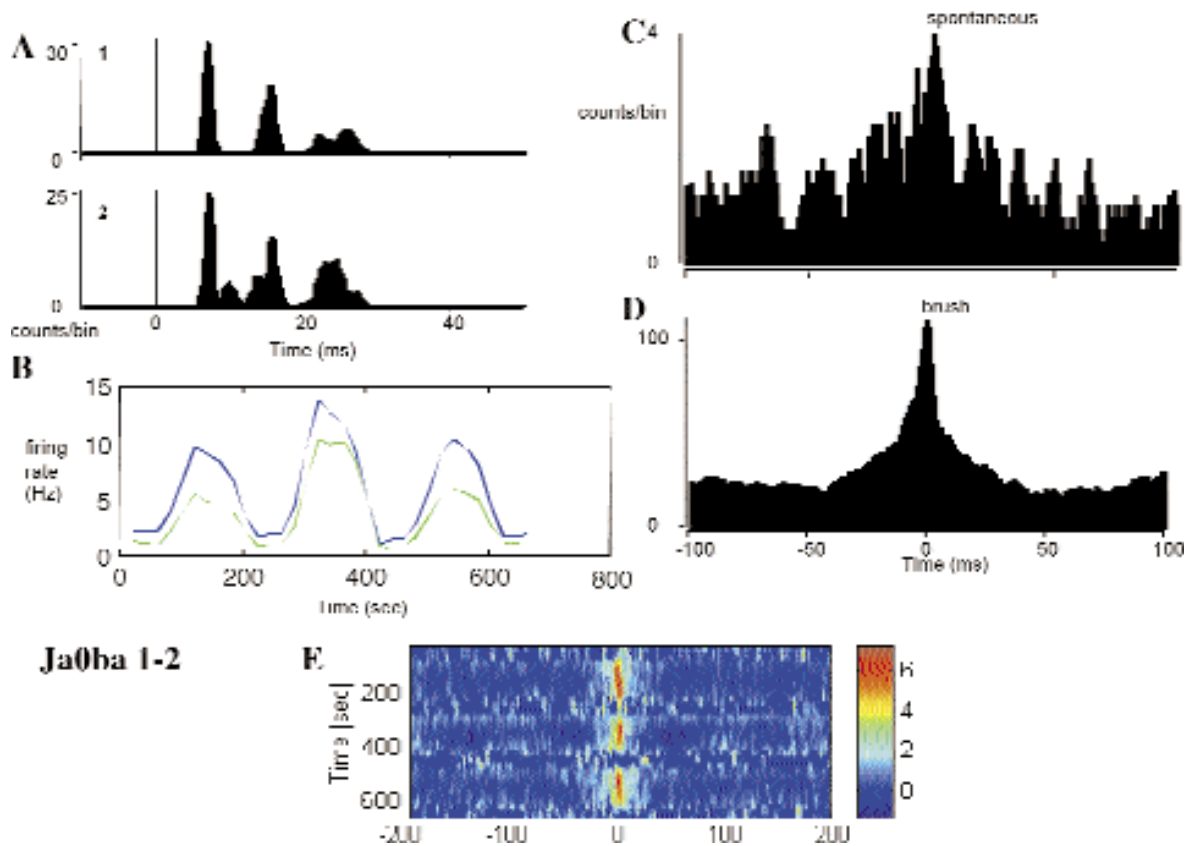 A
30
1
0
25
2
0
counts/bin
0
20
40
Time (ms)
B
15
10
5
0
firing
rate
(Hz)
0
200
400
600
800
Time (sec)
C
4
spontaneous
counts/bin
0
D
brush
100
0
-100
-50
0
50
100
Time (ms)
Ja0ba 1-2
E
Time [sec]
200
400
600
-200
-100
0
100
200
6
4
2
0